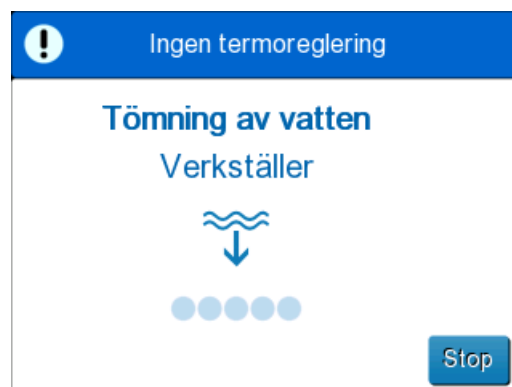 Ingen termoreglering
Tömning av vatten
Verkställer
Stop